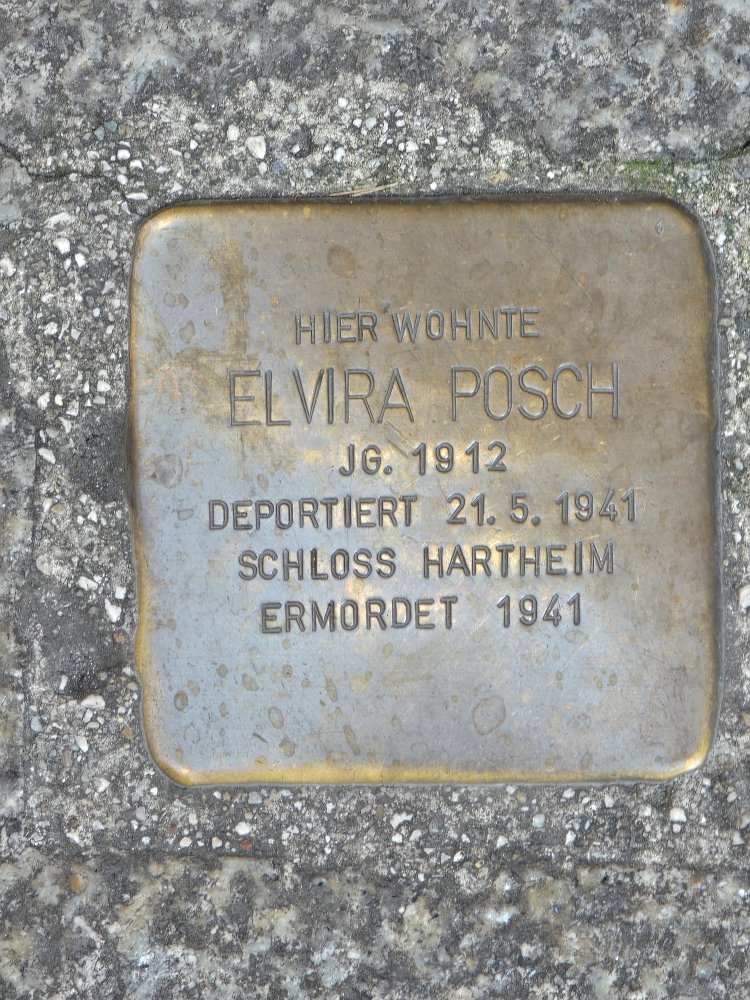 HIER WOHNTE
ELVIRA POSCH
JG. 1912
DEPORTIERT 21.5.1941
SCHLOSS HARTHEIM
ERMORDET 1941